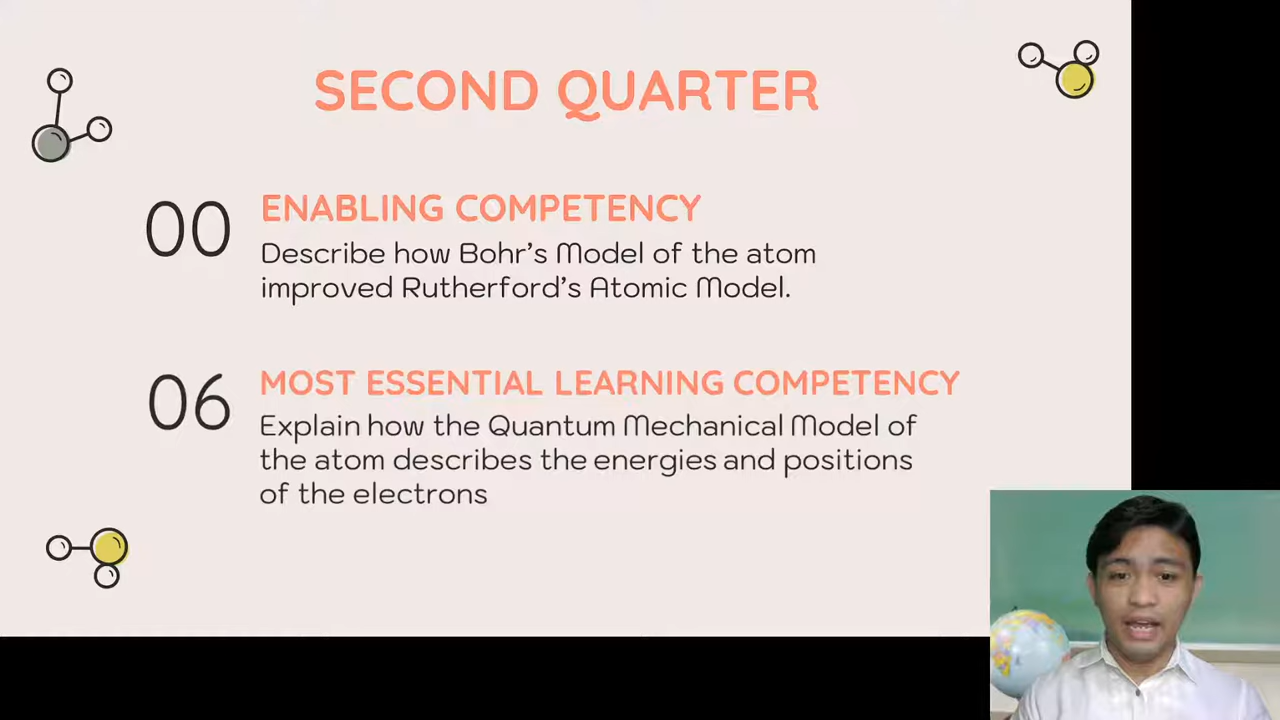 SECOND QUARTER
00
ENABLING COMPETENCY
Describe how Bohr’s Model of the atom
improved Rutherford’s Atomic Model.
06
MOST ESSENTIAL LEARNING COMPETENCY
Explain how the Quantum Mechanical Model of
the atom describes the energies and positions
of the electrons